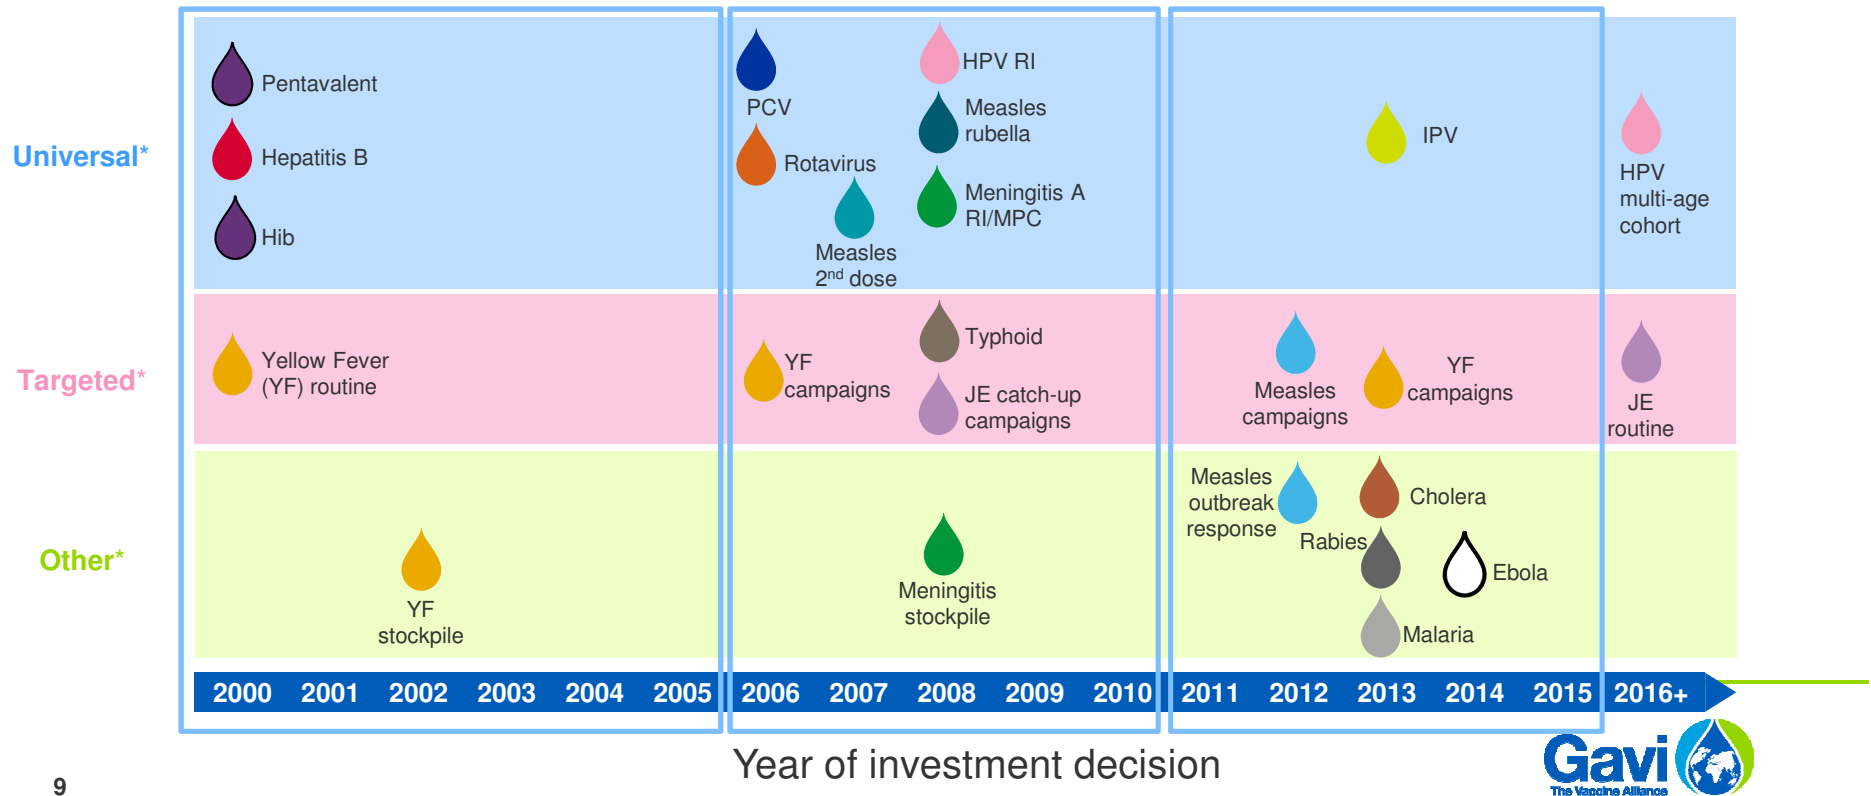 Universal*
Pentavalent
Hepatitis B
Hib
PCV
Rotavirus
Measles
2nd dose
HPV RI
Measles
rubella
Meningitis A
RI/MPC
IPV
HPV
multi-age
cohort
Targeted*
Yellow Fever
(YF) routine
YF
campaigns
Typhoid
JE catch-up
campaigns
Measles
campaigns
YF
campaigns
JE
routine
Other*
YF
stockpile
Meningitis
stockpile
Measles
outbreak
response
Cholera
Rabies
Ebola
Malaria
2000 2001 2002 2003 2004 2005 2006 2007 2008 2009 2010 2011 2012 2013 2014 2015 2016+
Year of investment decision
Gavi
The Vaccine Alliance
9